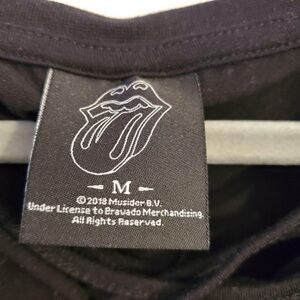 - M -
© 2018 Musidor B.V.
Under License to Bravado Merchandising.
All Rights Reserved.